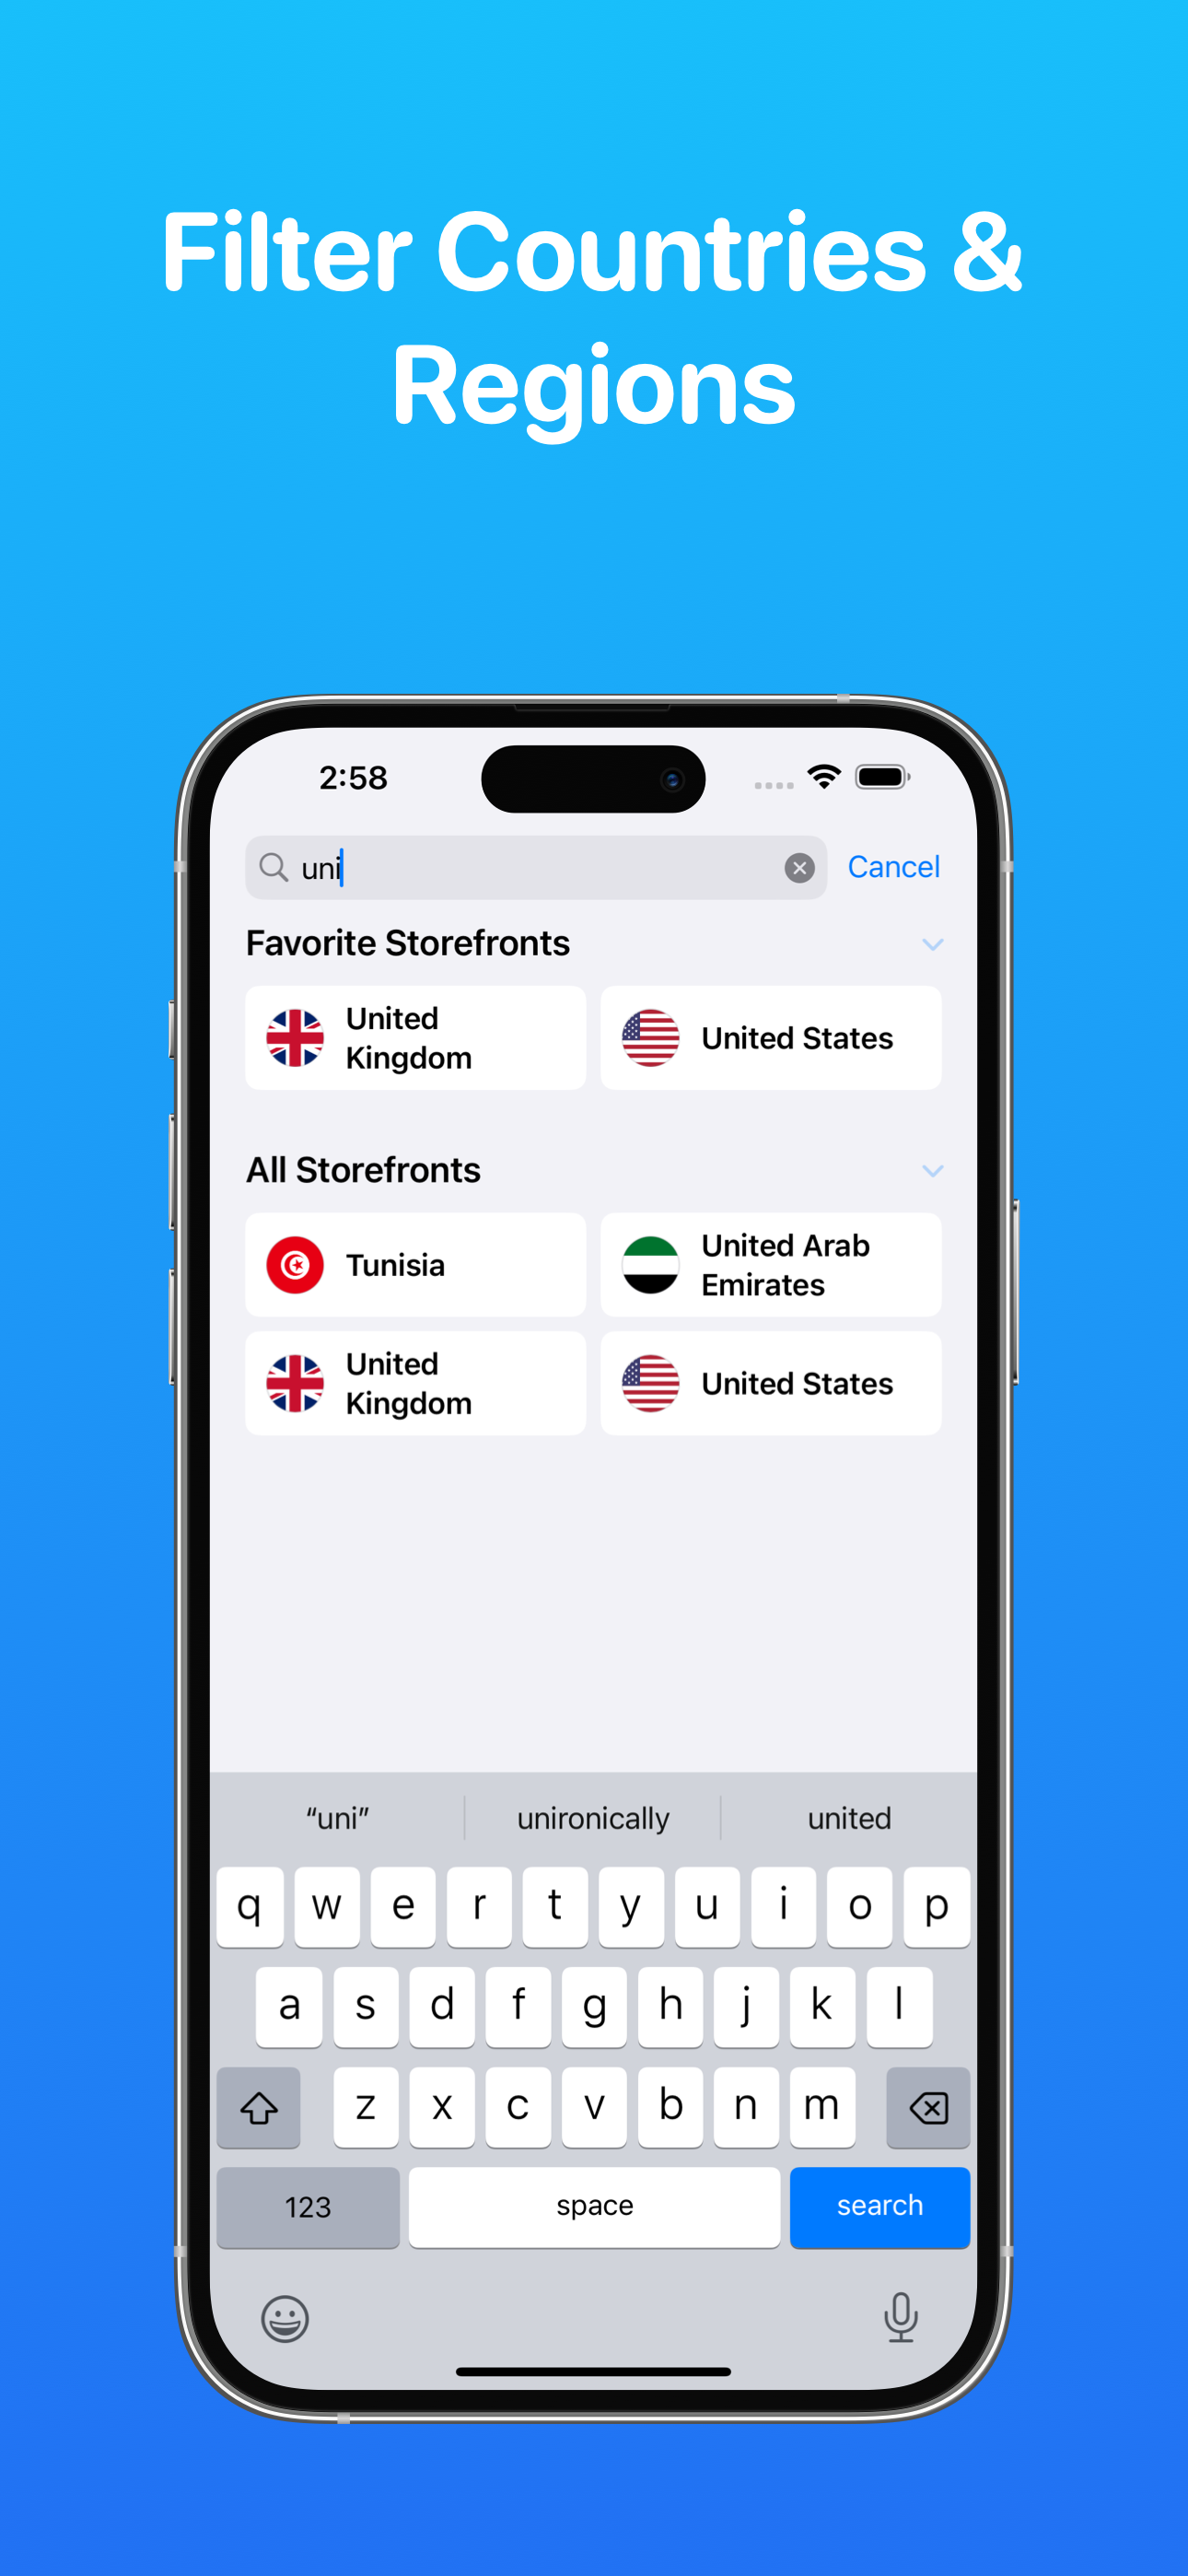 Filter Countries &
Regions
2:58
uni
Cancel
Favorite Storefronts
United
Kingdom
United States
All Storefronts
Tunisia
United Arab
Emirates
United
Kingdom
United States
“uni”
unironically
united
q w e r t y u i o p
a s d f g h j k l
z x c v b n m
123
space
search